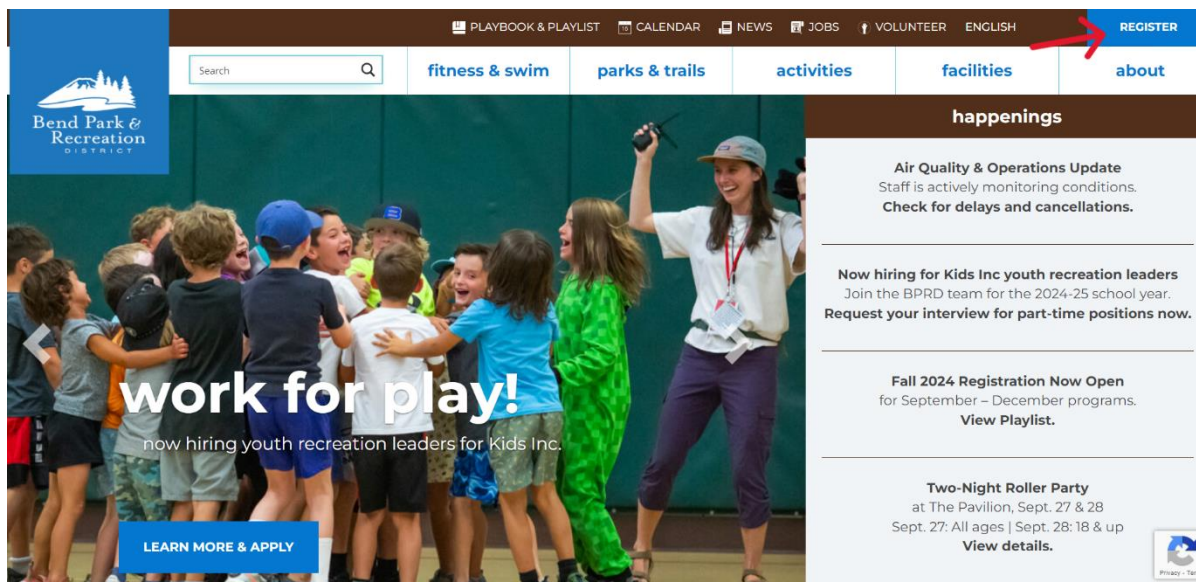 PLAYBOOK & PLAYLIST
CALENDAR
NEWS
JOBS
VOLUNTEER
ENGLISH
REGISTER
Bend Park &
Recreation
DISTRICT
Search
fitness & swim
parks & trails
activities
facilities
about
work for play!
now hiring youth recreation leaders for Kids Inc.
LEARN MORE & APPLY
happenings
Air Quality & Operations Update
Staff is actively monitoring conditions.
Check for delays and cancellations.
Now hiring for Kids Inc youth recreation leaders
Join the BPRD team for the 2024-25 school year.
Request your interview for part-time positions now.
Fall 2024 Registration Now Open
for September – December programs.
View Playlist.
Two-Night Roller Party
at The Pavilion, Sept. 27 & 28
Sept. 27: All ages | Sept. 28: 18 & up
View details.
Privacy -